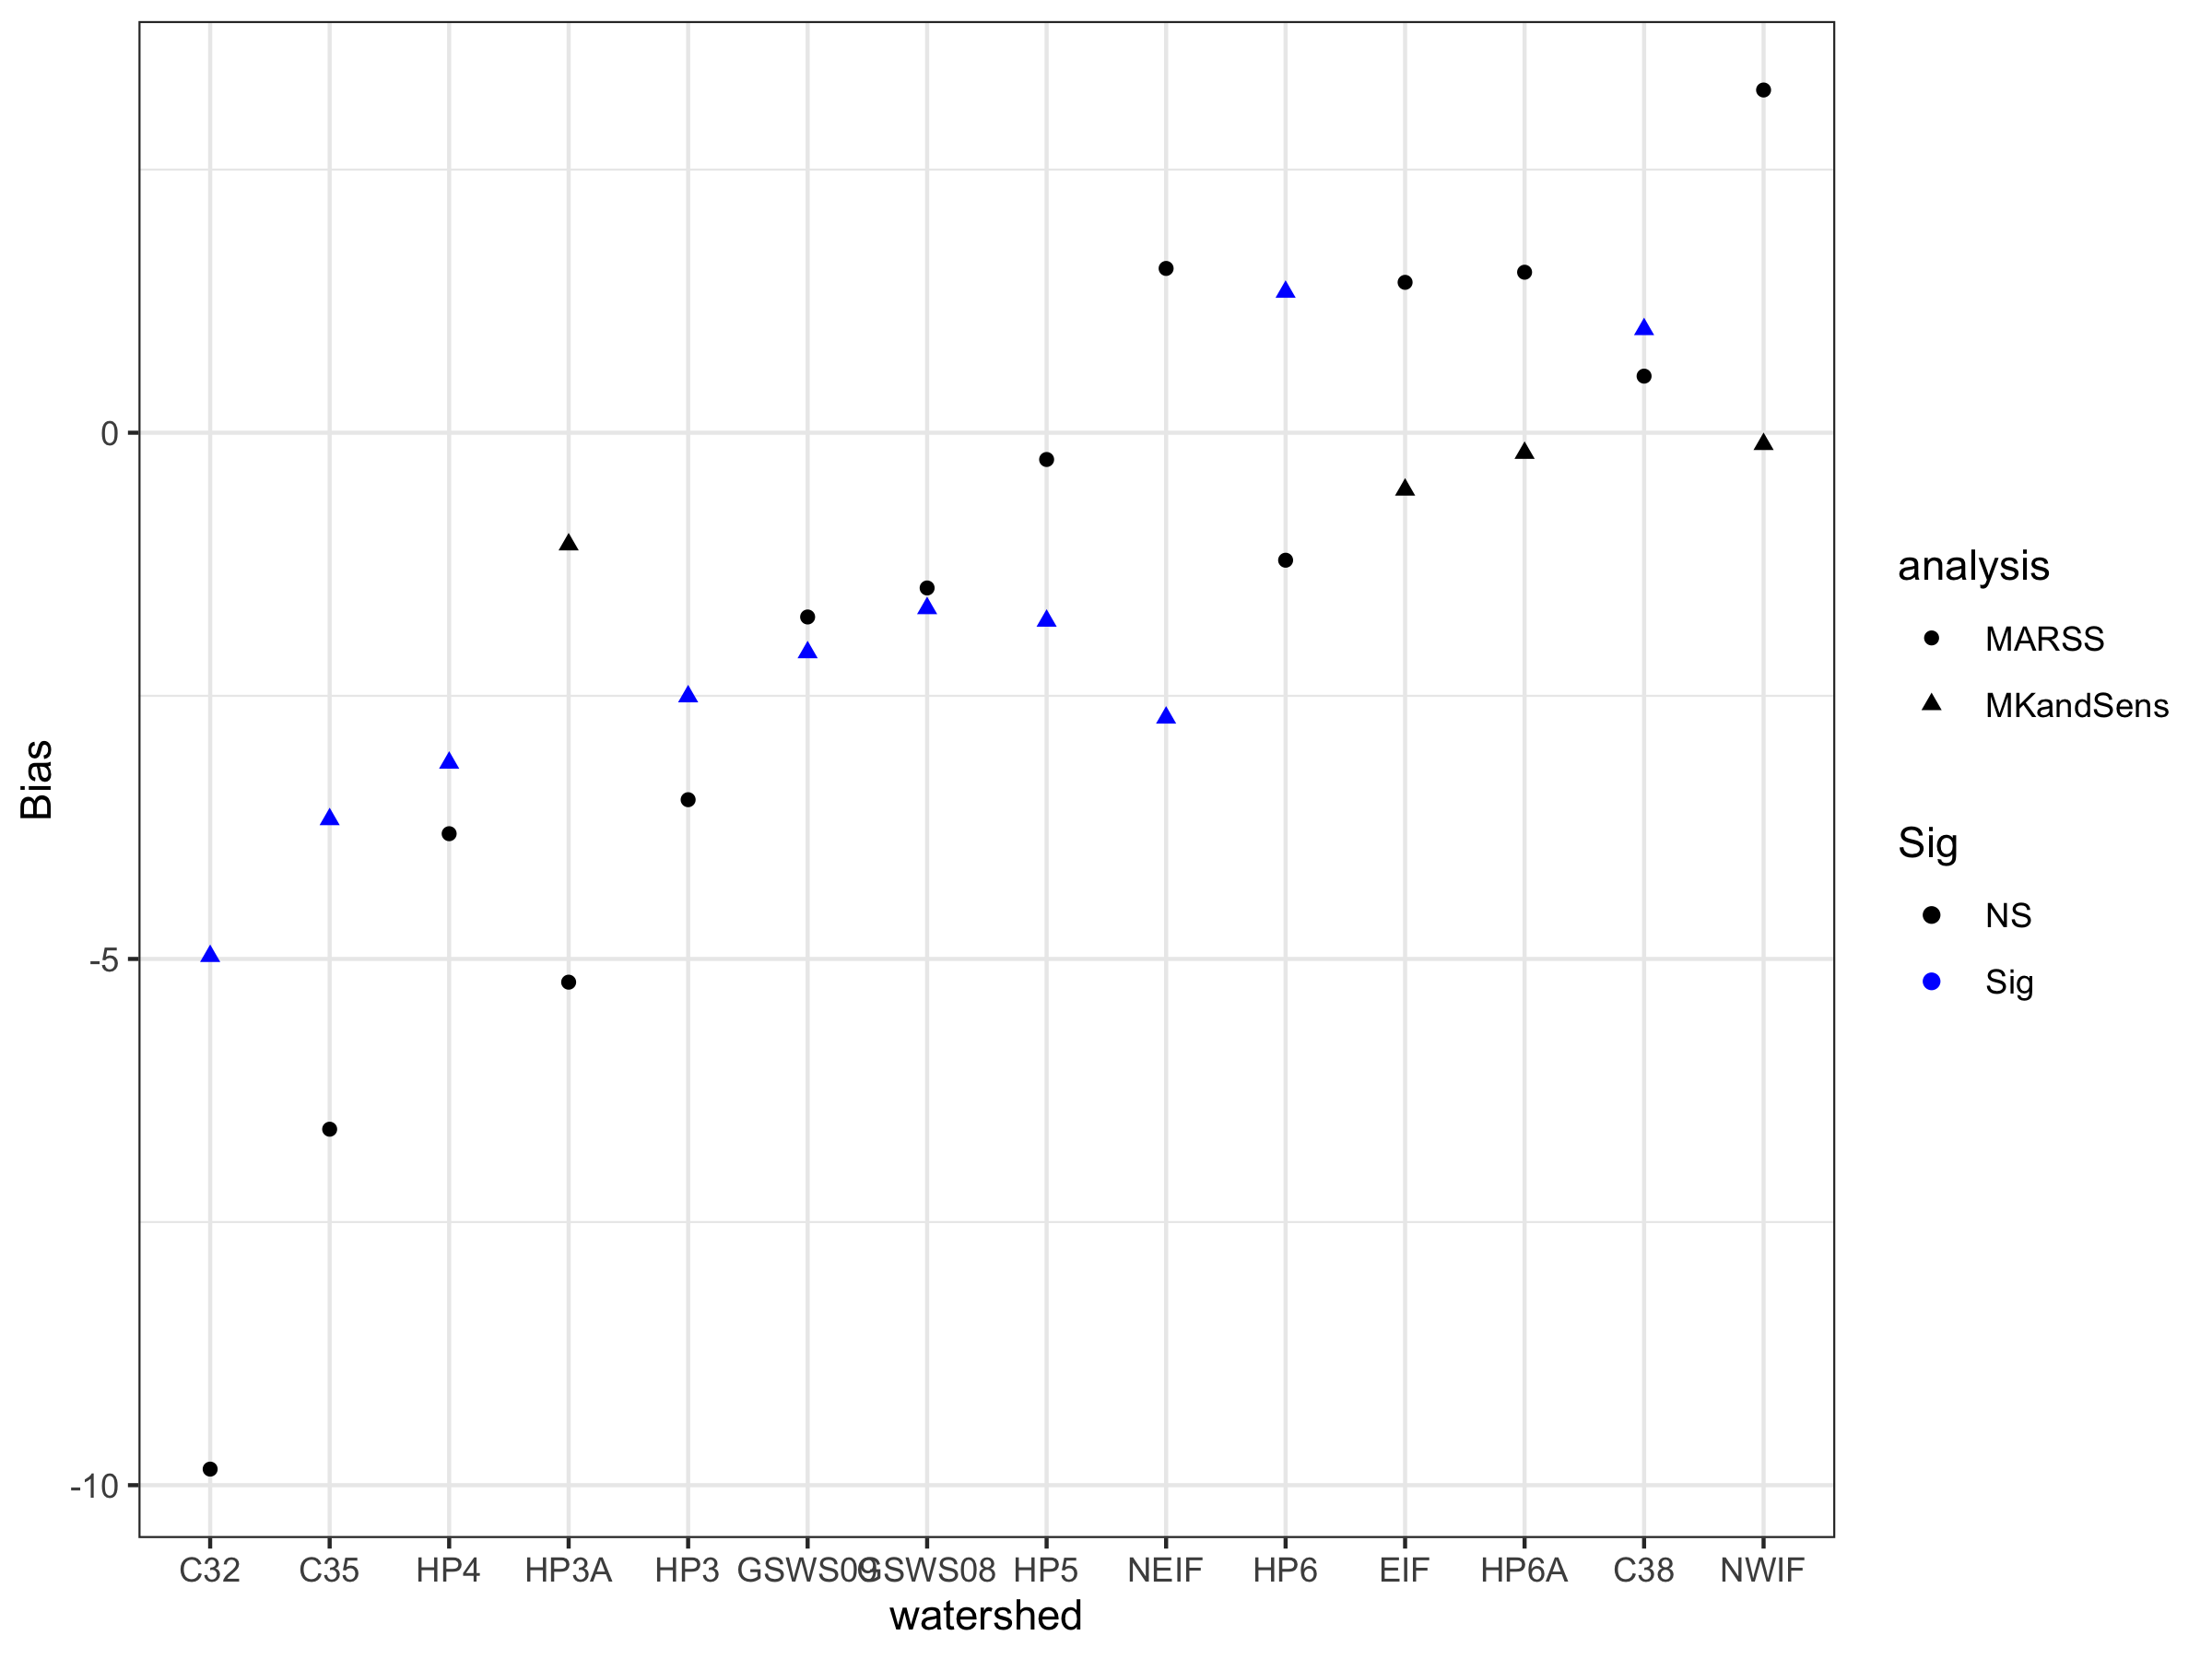 Bias
0
-5
-10
C32 C35 HP4 HP3A HP3 GSWS09 GSWS08 HP5 NEIF HP6 EIF HP6A C38 NWIF
watershed
analysis
MARSS
MKandSens
Sig
NS
Sig